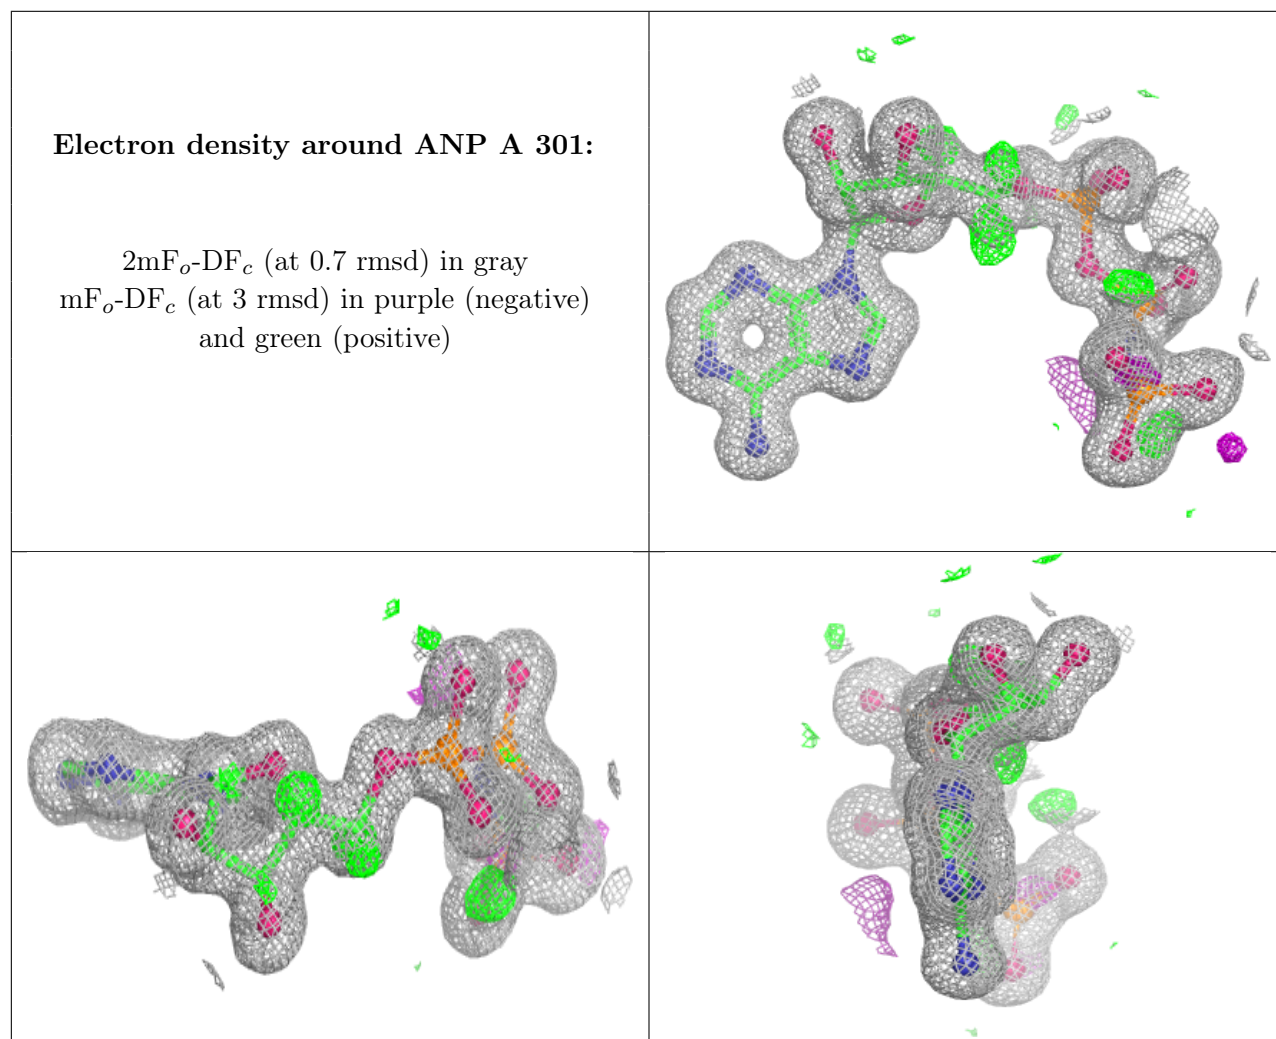 Electron density around ANP A 301:
2mFo-DFc (at 0.7 rmsd) in gray
mFo-DFc (at 3 rmsd) in purple (negative)
and green (positive)